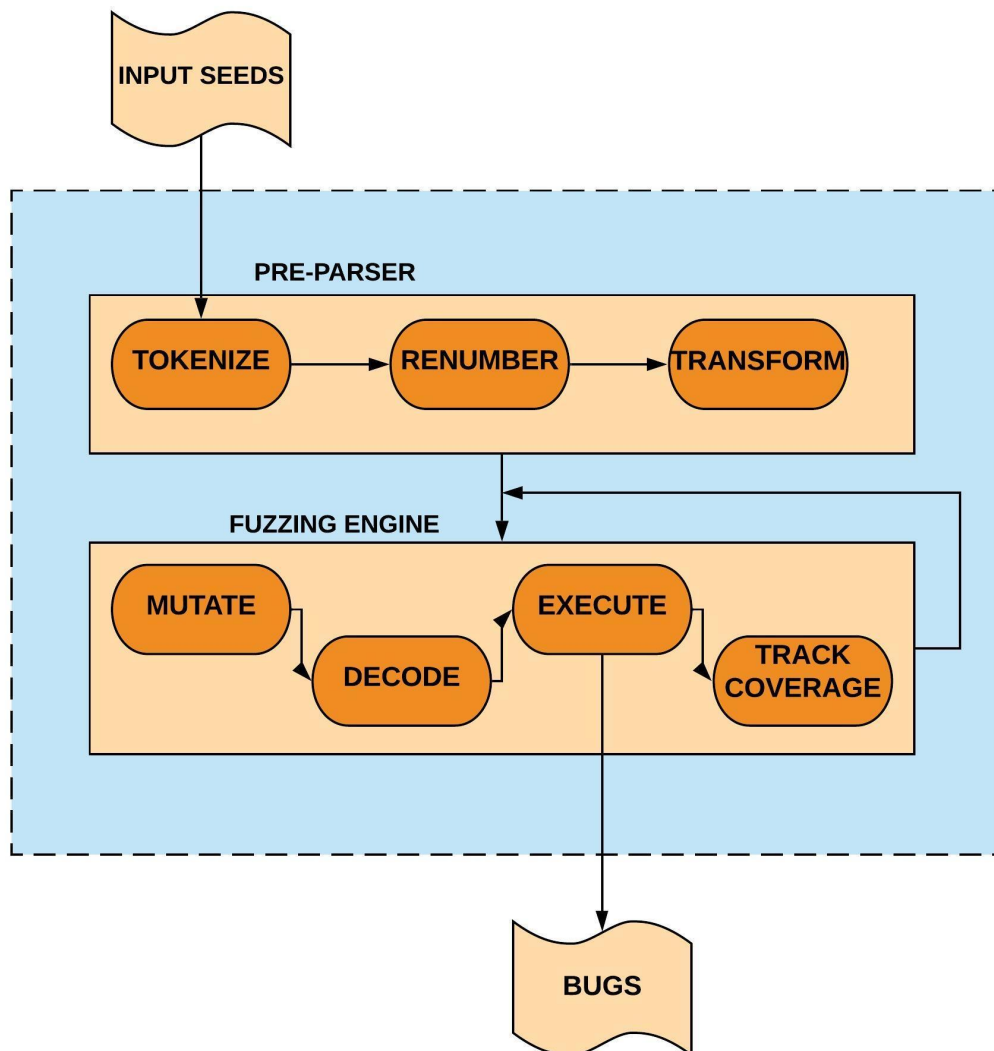 INPUT SEEDS
PRE-PARSER
TOKENIZE
RENUMBER
TRANSFORM
FUZZING ENGINE
MUTATE
DECODE
EXECUTE
TRACK
COVERAGE
BUGS